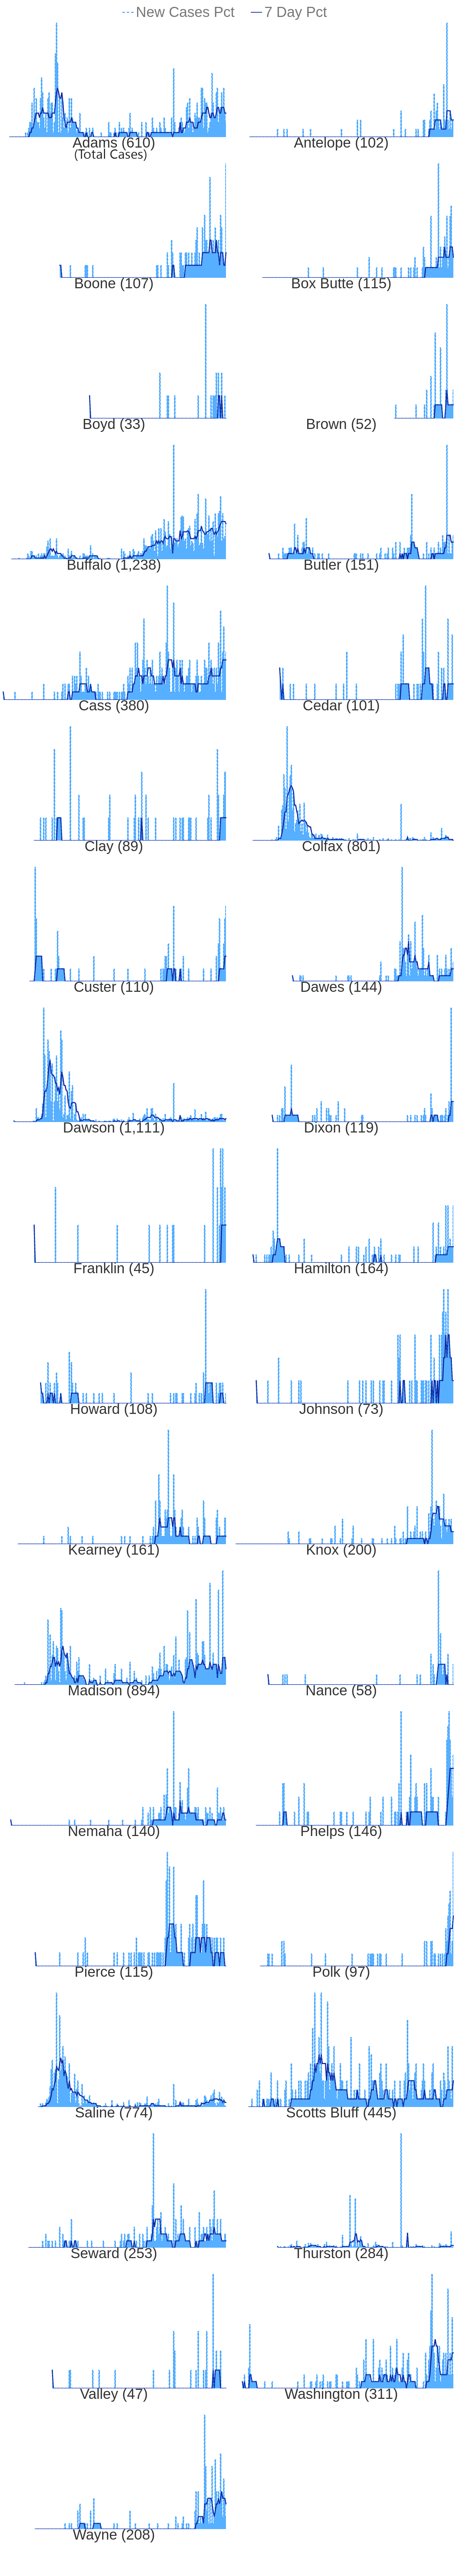 New Cases Pct 7 Day Pct
Adams (610) Antelope (102)
(Total Cases)
Boone (107) Box Butte (115)
Boyd (33) Brown (52)
Buffalo (1,238) Butler (151)
Cass (380) Cedar (101)
Clay (89) Colfax (801)
Custer (110) Dawes (144)
Dawson (1,111) Dixon (119)
Franklin (45) Hamilton (164)
Howard (108) Johnson (73)
Kearney (161) Knox (200)
Madison (894) Nance (58)
Nemaha (140) Phelps (146)
Pierce (115) Polk (97)
Saline (774) Scotts Bluff (445)
Seward (253) Thurston (284)
Valley (47) Washington (311)
Wayne (208)